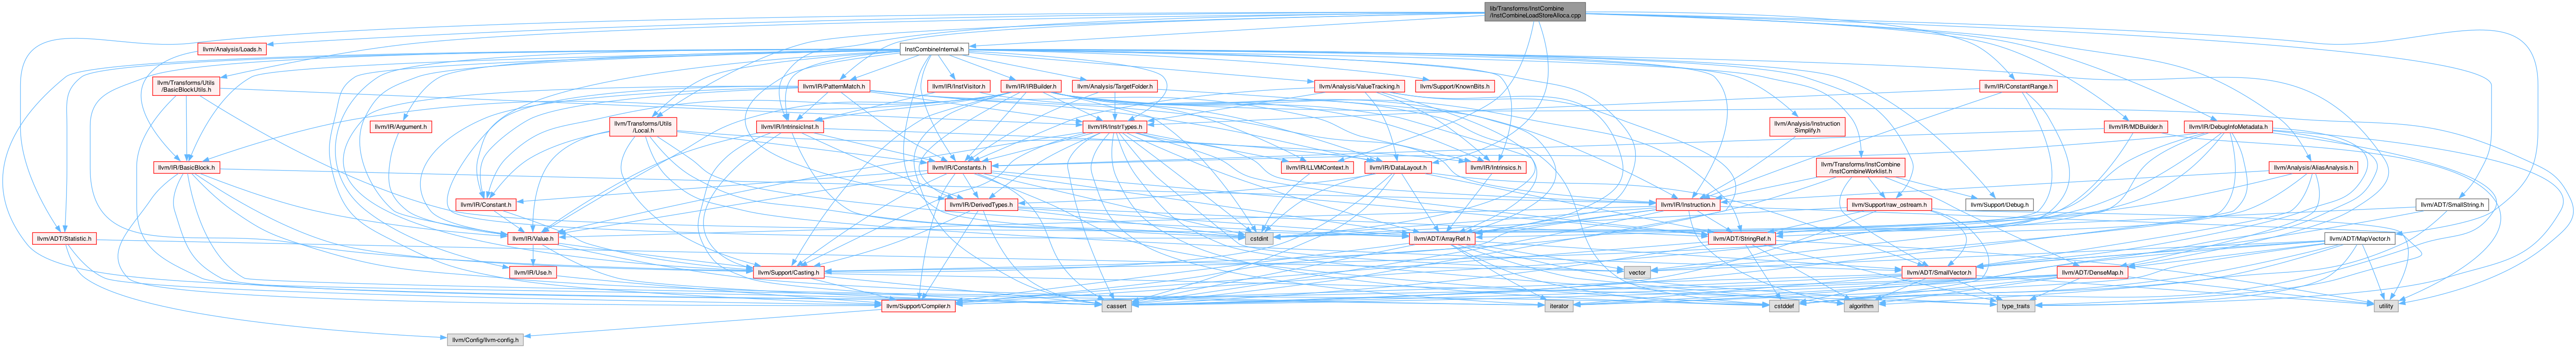 lib/Transforms/InstCombine
/InstCombineLoadStoreAlloca.cpp
llvm/Analysis/Loads.h
InstCombineInternal.h
llvm/Transforms/Utils
/BasicBlockUtils.h
llvm/IR/PatternMatch.h
llvm/IR/InstVisitor.h
llvm/IR/IRBuilder.h
llvm/Analysis/TargetFolder.h
llvm/Analysis/ValueTracking.h
llvm/Support/KnownBits.h
llvm/IR/ConstantRange.h
llvm/IR/Argument.h
llvm/Transforms/Utils
/Local.h
llvm/IR/IntrinsicInst.h
llvm/IR/InstrTypes.h
llvm/Analysis/Instruction
Simplify.h
llvm/IR/MDBuilder.h
llvm/IR/DebugInfoMetadata.h
llvm/IR/BasicBlock.h
llvm/IR/Constants.h
llvm/IR/LLVMContext.h
llvm/IR/DataLayout.h
llvm/IR/Intrinsics.h
llvm/Transforms/InstCombine
/InstCombineWorklist.h
llvm/Analysis/AliasAnalysis.h
llvm/IR/Constant.h
llvm/IR/DerivedTypes.h
llvm/IR/Instruction.h
llvm/Support/raw_ostream.h
llvm/Support/Debug.h
llvm/ADT/SmallString.h
llvm/ADT/Statistic.h
llvm/IR/Value.h
cstdint
llvm/ADT/ArrayRef.h
llvm/ADT/StringRef.h
llvm/ADT/MapVector.h
llvm/IR/Use.h
llvm/Support/Casting.h
vector
llvm/ADT/SmallVector.h
llvm/ADT/DenseMap.h
llvm/Support/Compiler.h
cassert
iterator
cstddef
algorithm
type_traits
utility
llvm/Config/llvm-config.h